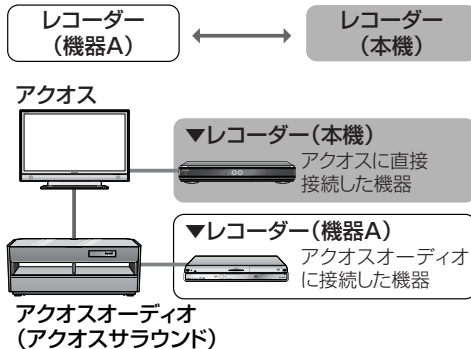 レコーダー
（機器A）
レコーダー
（本機）
アクオス
▼レコーダー（本機）
アクオスに直接
接続した機器
▼レコーダー（機器A）
アクオスオーディオ
に接続した機器
アクオスオーディオ
（アクオスサラウンド）